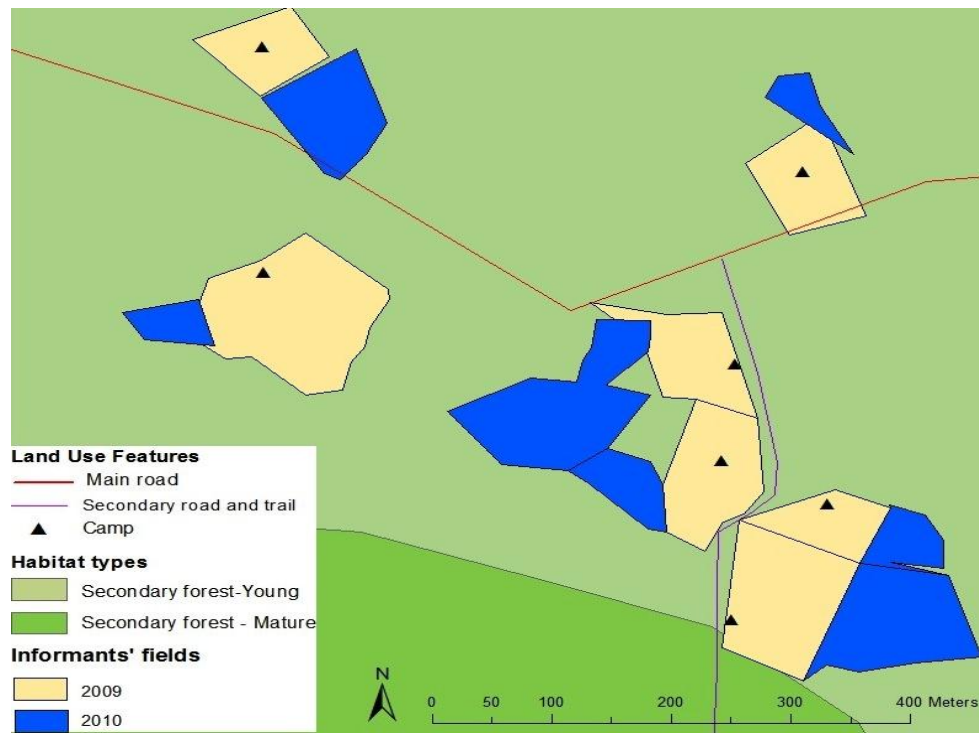 Land Use Features
Main road
Secondary road and trail
Camp
Habitat types
Secondary forest-Young
Secondary forest - Mature
Informants' fields
2009
2010
N
0 50 100 200 300 400 Meters